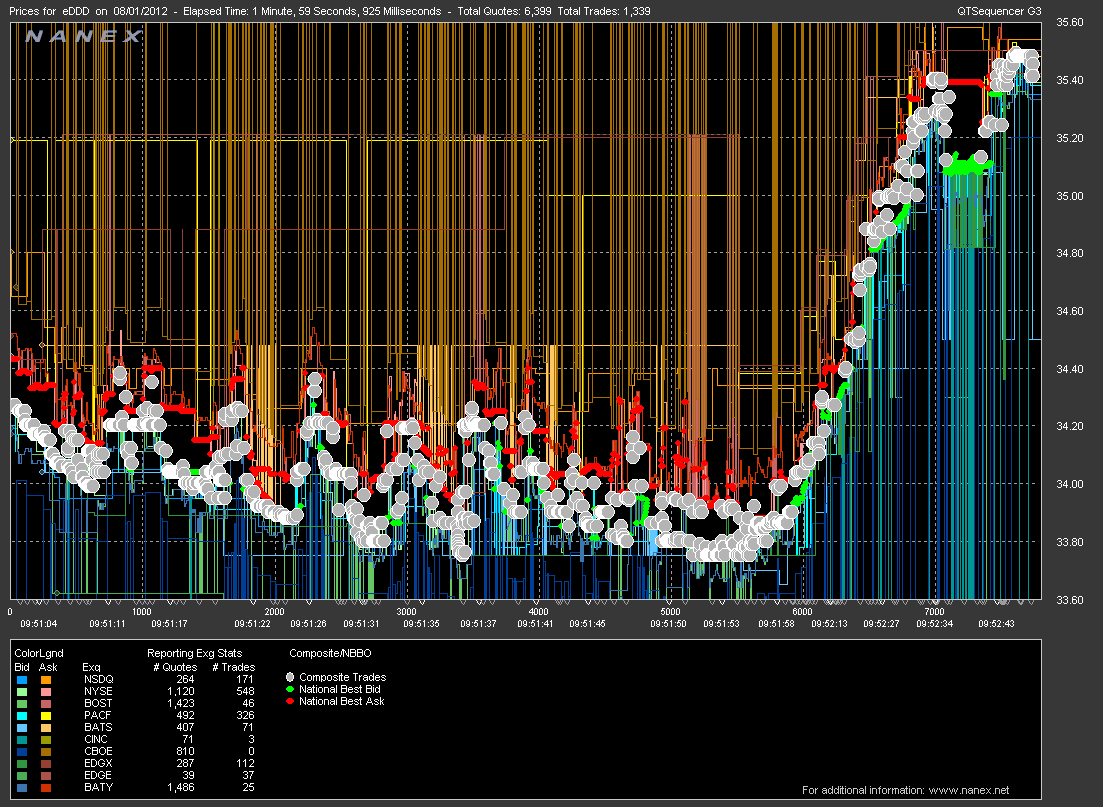 Prices for eDDD on 08/01/2012 - Elapsed Time: 1 Minute, 59 Seconds, 925 Milliseconds - Total Quotes: 6,399 Total Trades: 1,339 QTSequencer G3
NANEX
35.60
35.40
35.20
35.00
34.80
34.60
34.40
34.20
34.00
33.80
33.60
0 1000 2000 3000 4000 5000 6000 7000
09:51:04 09:51:11 09:51:17 09:51:22 09:51:26 09:51:31 09:51:35 09:51:37 09:51:41 09:51:45 09:51:50 09:51:53 09:51:58 09:52:13 09:52:27 09:52:34 09:52:43
ColorLgnd Reporting Exg Stats Composite/NBBO
Bid Ask Exq # Quotes # Trades
NSDQ 264 171
NYSE 1,120 548
BOST 1,423 46
PACF 492 326
BATS 407 71
CINC 71 3
CBOE 810 0
EDGX 287 112
EDGE 39 37
BATY 1,486 25
Composite Trades
National Best Bid
National Best Ask
For additional information: www.nanex.net